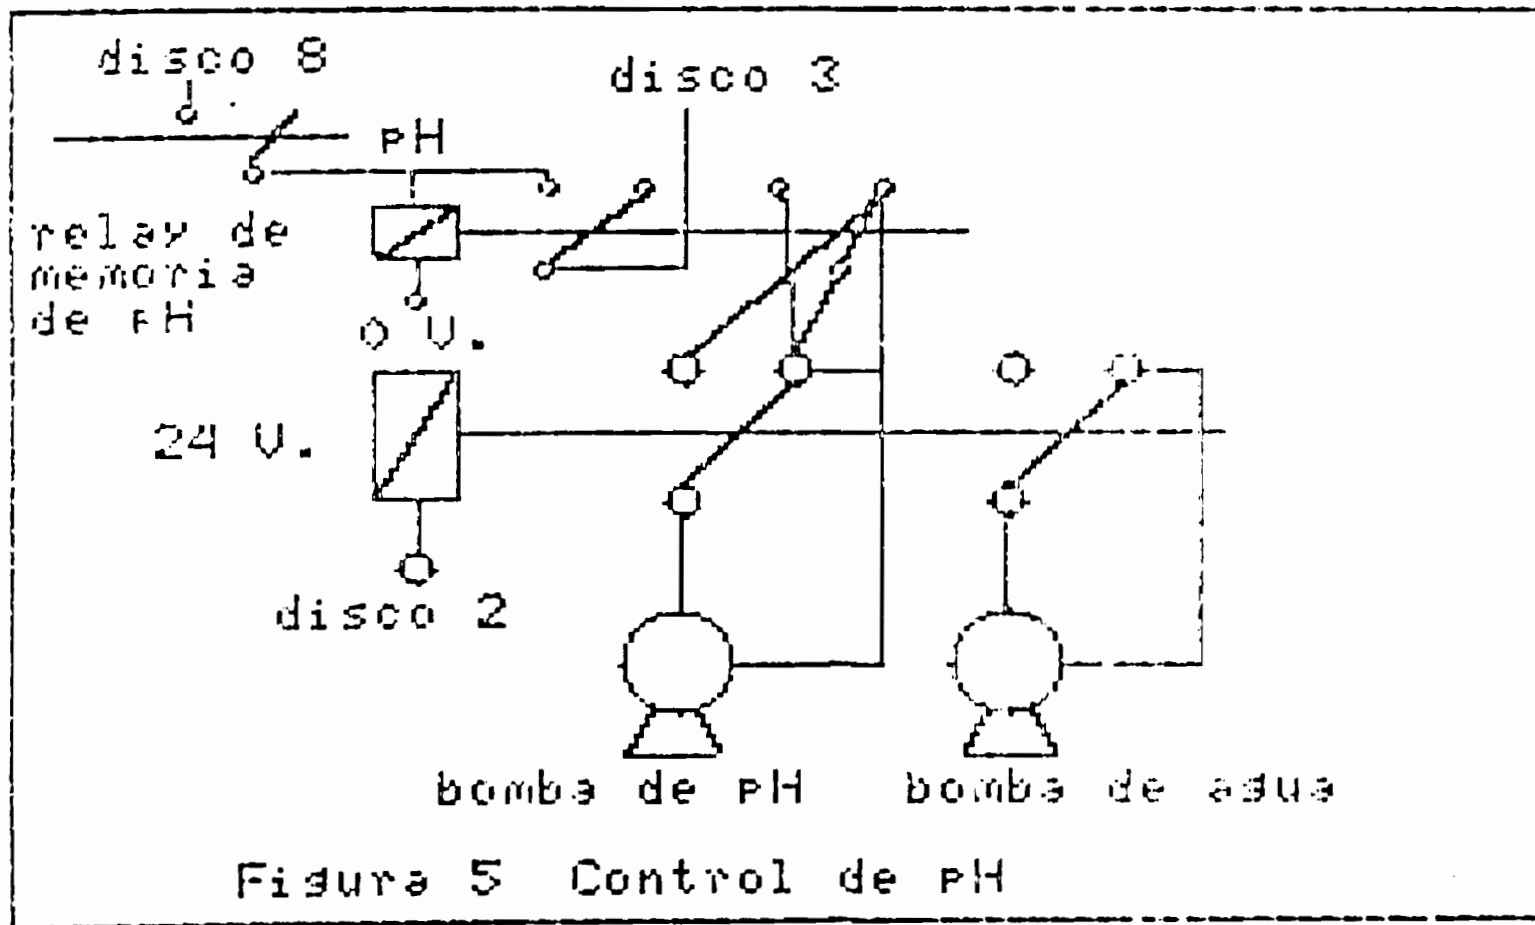 disco 8
disco 3
pH
relay de
memoria
de pH
0 V.
24 V.
disco 2
bomba de pH
bomba de agua
Figura 5 Control de pH